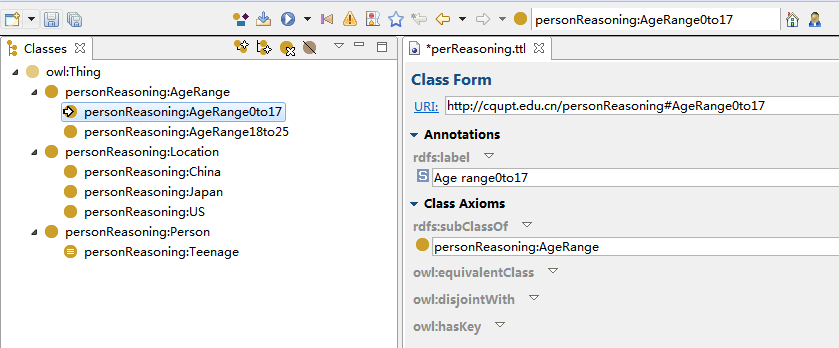 personReasoning:AgeRange0to17
Classes
owl:Thing
personReasoning:AgeRange
personReasoning:AgeRange0to17
personReasoning:AgeRange18to25
personReasoning:Location
personReasoning:China
personReasoning:Japan
personReasoning:US
personReasoning:Person
personReasoning:Teenage
*perReasoning.ttl
Class Form
URI: http://cqupt.edu.cn/personReasoning#AgeRange0to17
Annotations
rdfs:label
S Age range0to17
Class Axioms
rdfs:subClassOf
personReasoning:AgeRange
owl:equivalentClass
owl:disjointWith
owl:hasKey